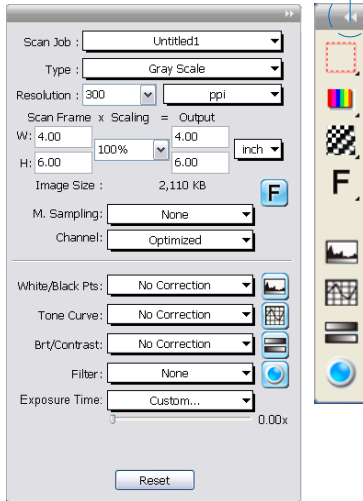 Scan Job : Untitled1
Type : Gray Scale
Resolution : 300 ppi
Scan Frame x Scaling = Output
W: 4.00 100% 4.00 inch
H: 6.00 6.00
Image Size : 2,110 KB
F
M. Sampling: None
Channel: Optimized
White/Black Pts: No Correction
Tone Curve: No Correction
Brt/Contrast: No Correction
Filter: None
Exposure Time: Custom...
0.00x
Reset
F